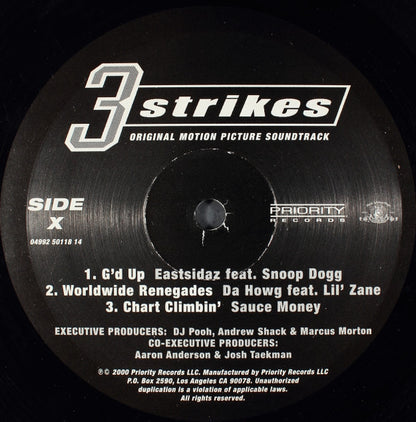 3 strikes
ORIGINAL MOTION PICTURE SOUNDTRACK
SIDE
X
04992 50118 14
PRIORITY
RECORDS
1. G'd Up Eastsidaz feat. Snoop Dogg
2. Worldwide Renegades Da Howg feat. Lil' Zane
3. Chart Climbin' Sauce Money
EXECUTIVE PRODUCERS: DJ Pooh, Andrew Shack & Marcus Morton
CO-EXECUTIVE PRODUCERS:
Aaron Anderson & Josh Taekman
℗© 2000 Priority Records LLC. Manufactured by Priority Records LLC
P.O. Box 2590, Los Angeles CA 90078. Unauthorized
duplication is a violation of applicable laws.
All rights reserved.